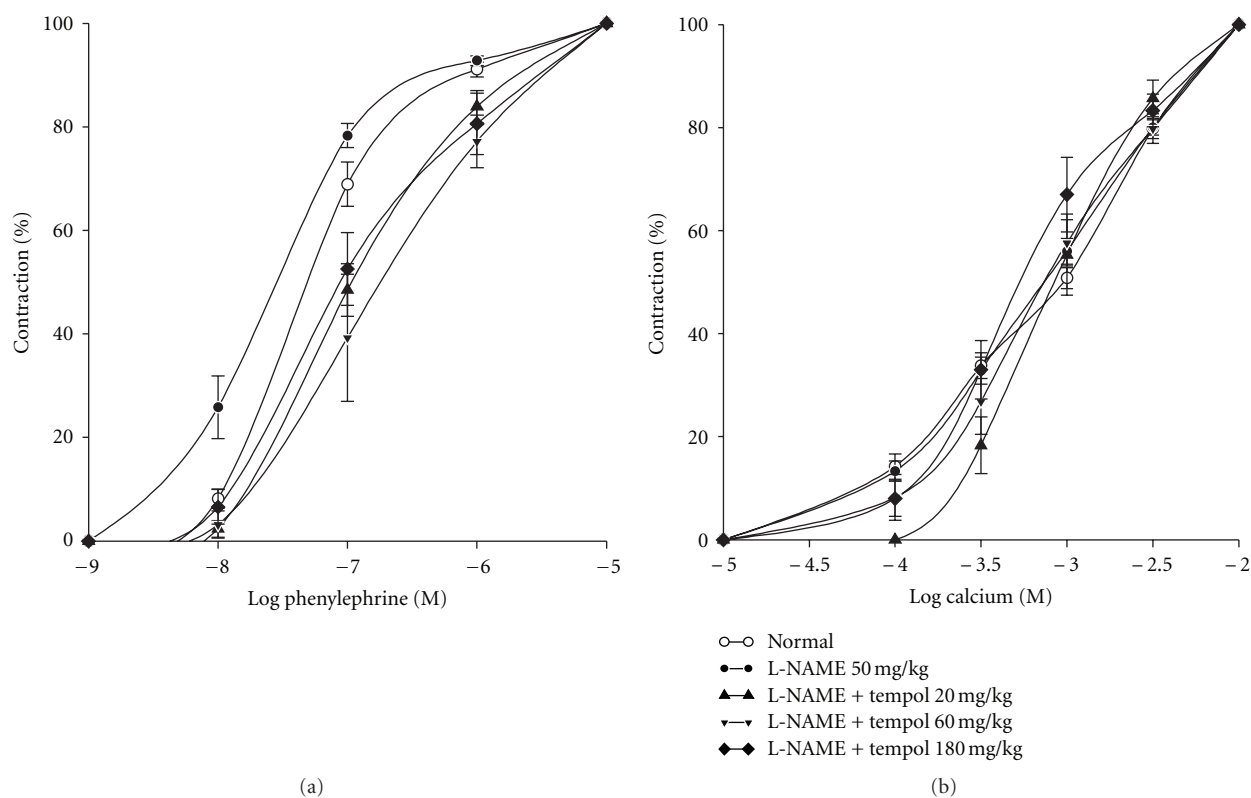 100
80
60
40
20
0
Contraction (%)
−9 −8 −7 −6 −5
Log phenylephrine (M)
(a)
100
80
60
40
20
0
Contraction (%)
−5 −4.5 −4 −3.5 −3 −2.5 −2
Log calcium (M)
Normal
L-NAME 50 mg/kg
L-NAME + tempol 20 mg/kg
L-NAME + tempol 60 mg/kg
L-NAME + tempol 180 mg/kg
(b)